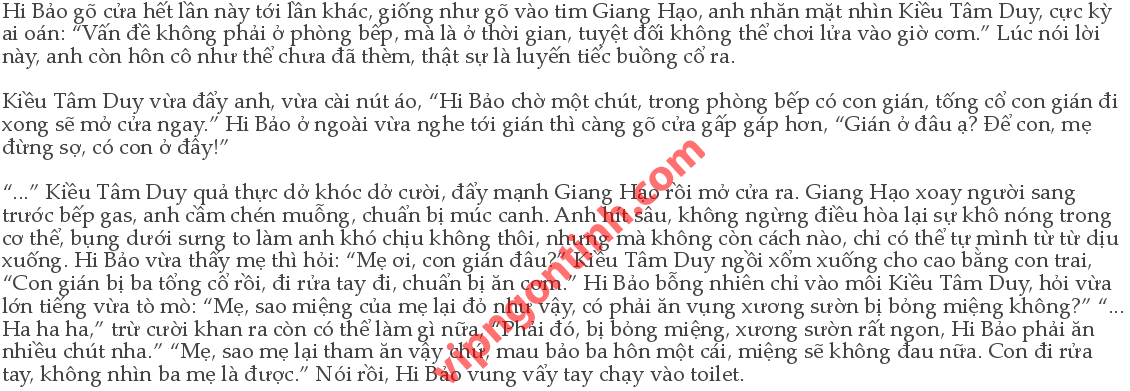 Hi Bảo gõ cửa hết lần này tới lần khác, giống như gõ vào tim Giang Hạo, anh nhăn mặt nhìn Kiều Tâm Duy, cực kỳ
ai oán: “Vấn đề không phải ở phòng bếp, mà là ở thời gian, tuyệt đối không thể chơi lửa vào giờ cơm.” Lúc nói lời
này, anh còn hôn cô như thể chưa đã thèm, thật sự là luyến tiếc buồng cổ ra.
Kiều Tâm Duy vừa đẩy anh, vừa cài nút áo, “Hi Bảo chờ một chút, trong phòng bếp có con gián, tống cổ con gián đi
xong sẽ mở cửa ngay.” Hi Bảo ở ngoài vừa nghe tới gián thì càng gõ cửa gấp gáp hơn, “Gián ở đâu ạ? Để con, mẹ
đừng sợ, có con ở đây!”
“...” Kiều Tâm Duy quả thực dở khóc dở cười, đẩy mạnh Giang Hạo rồi mở cửa ra. Giang Hạo xoay người sang
trước bếp gas, anh cầm chén muỗng, chuẩn bị múc canh. Anh hít sâu, không ngừng điều hòa lại sự khô nóng trong
cơ thể, bụng dưới sưng to làm anh khó chịu không thôi, nhưng mà không còn cách nào, chỉ có thể tự mình từ từ dịu
xuống. Hi Bảo vừa thấy mẹ thì hỏi: “Mẹ ơi, con gián đâu?” Kiều Tâm Duy ngồi xổm xuống cho cao bằng con trai,
“Con gián bị ba tổng cổ rồi, đi rửa tay đi, chuẩn bị ăn cơm.” Hi Bảo bỗng nhiên chỉ vào môi Kiều Tâm Duy, hỏi vừa
lớn tiếng vừa tò mò: “Mẹ, sao miệng của mẹ lại đỏ như vậy, có phải ăn vụng xương sườn bị bỏng miệng không?” “...
Ha ha ha,” trừ cười khan ra còn có thể làm gì nữa, “Phải đó, bị bỏng miệng, xương sườn rất ngon, Hi Bảo phải ăn
nhiều chút nha.” “Mẹ, sao mẹ lại tham ăn vậy chứ, mau bảo ba hôn một cái, miệng sẽ không đau nữa. Con đi rửa
tay, không nhìn ba mẹ là được.” Nói rồi, Hi Bảo vung vẩy tay chạy vào toilet.
vipngontinh.com